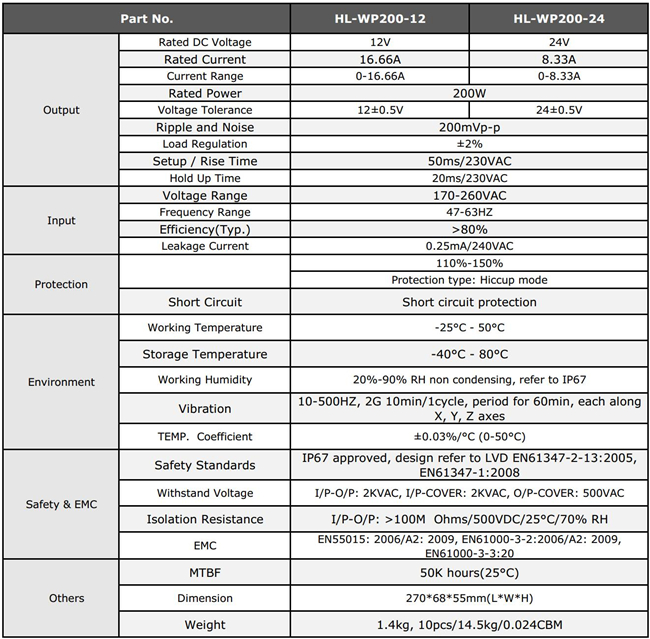 Part No. HL-WP200-12 HL-WP200-24
Output
Rated DC Voltage 12V 24V
Rated Current 16.66A 8.33A
Current Range 0-16.66A 0-8.33A
Rated Power 200W
Voltage Tolerance 12±0.5V 24±0.5V
Ripple and Noise 200mVp-p
Load Regulation ±2%
Setup / Rise Time 50ms/230VAC
Hold Up Time 20ms/230VAC
Input
Voltage Range 170-260VAC
Frequency Range 47-63HZ
Efficiency(Typ.) >80%
Leakage Current 0.25mA/240VAC
Protection
110%-150%
Protection type: Hiccup mode
Short Circuit Short circuit protection
Environment
Working Temperature -25°C - 50°C
Storage Temperature -40°C - 80°C
Working Humidity 20%-90% RH non condensing, refer to IP67
Vibration 10-500HZ, 2G 10min/1cycle, period for 60min, each along
X, Y, Z axes
TEMP. Coefficient ±0.03%/°C (0-50°C)
Safety & EMC
Safety Standards IP67 approved, design refer to LVD EN61347-2-13:2005,
EN61347-1:2008
Withstand Voltage I/P-O/P: 2KVAC, I/P-COVER: 2KVAC, O/P-COVER: 500VAC
Isolation Resistance I/P-O/P: >100M Ohms/500VDC/25°C/70% RH
EMC EN55015: 2006/A2: 2009, EN61000-3-2:2006/A2: 2009,
EN61000-3-3:20
Others
MTBF 50K hours(25°C)
Dimension 270*68*55mm(L*W*H)
Weight 1.4kg, 10pcs/14.5kg/0.024CBM